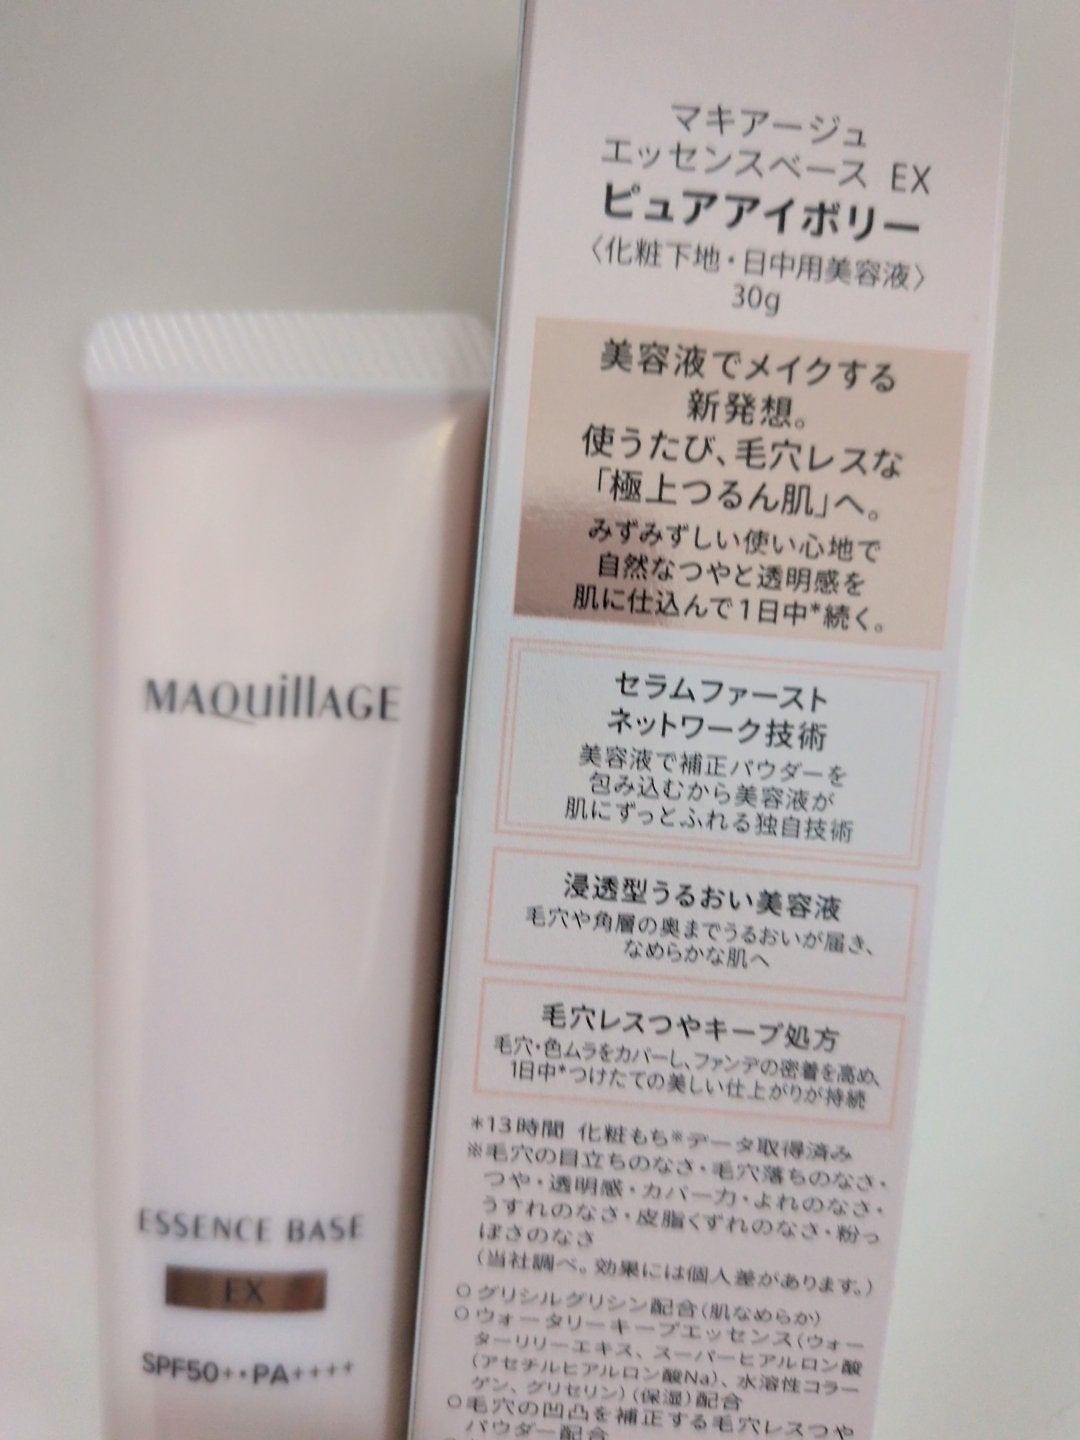 MAQuillAGE
ESSENCE BASE
EX
SPF50+・PA++++
マキアージュ
エッセンスベース EX
ピュアアイボリー
〈化粧下地・日中用美容液〉
30g
美容液でメイクする
新発想。
使うたび、毛穴レスな
「極上つるん肌」へ。
みずみずしい使い心地で
自然なつやと透明感を
肌に仕込んで1日中*続く。
セラムファースト
ネットワーク技術
美容液で補正パウダーを
包み込むから美容液が
肌にずっとふれる独自技術
浸透型うるおい美容液
毛穴や角層の奥までうるおいが届き、
なめらかな肌へ
毛穴レスつやキープ処方
毛穴・色ムラをカバーし、ファンデの密着を高め、
1日中*つけたての美しい仕上がりが持続
*13時間 化粧もち※データ取得済み
※毛穴の目立ちのなさ・毛穴落ちのなさ・
つや・透明感・カバー力・よれのなさ・
うすれのなさ・皮脂くずれのなさ・粉っ
ぽさのなさ
(当社調べ。効果には個人差があります。)
○グリシルグリシン配合(肌なめらか)
○ウォータリーキープエッセンス(ウォー
ターリリーエキス、スーパーヒアルロン酸
(アセチルヒアルロン酸Na)、水溶性コラー
ゲン、グリセリン)(保湿)配合
○毛穴の凹凸を補正する毛穴レスつや
パウダー配合